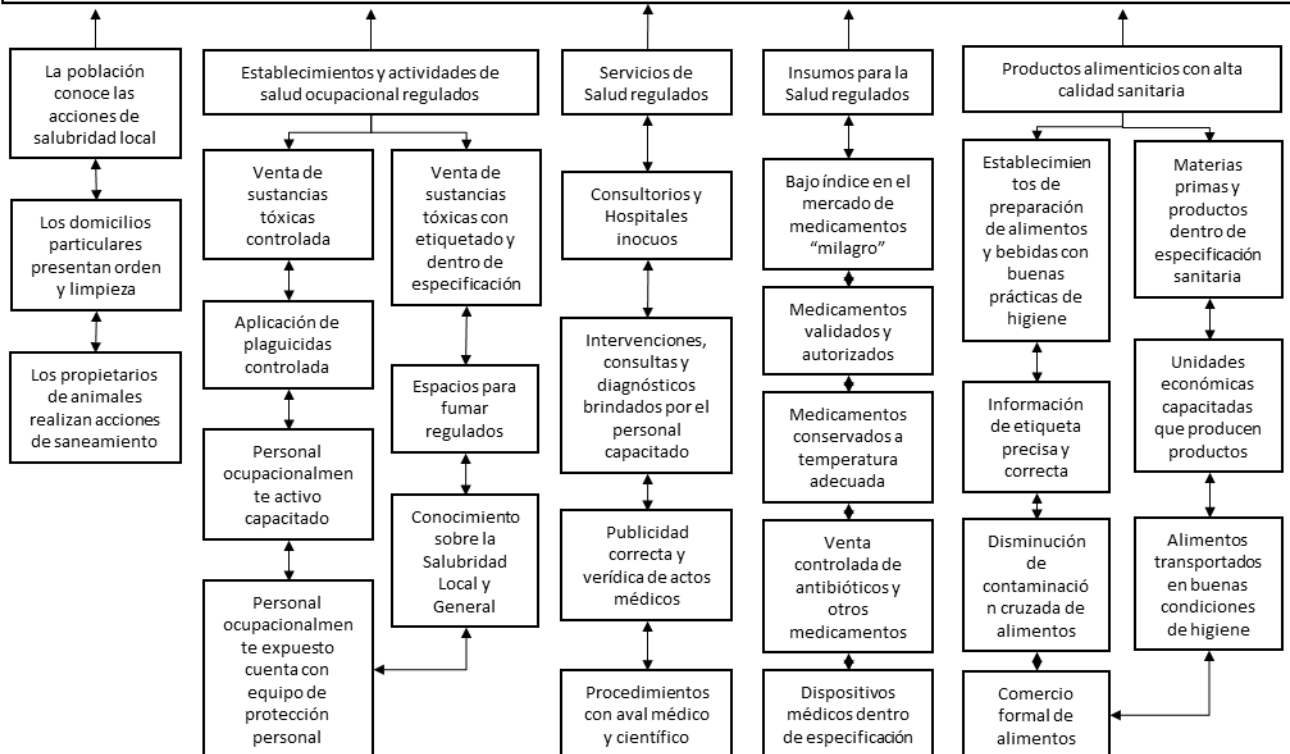 La población
conoce las
acciones de
salubridad local
Los domicilios
particulares
presentan orden
y limpieza
Los propietarios
de animales
realizan acciones
de saneamiento
Establecimientos y actividades de
salud ocupacional regulados
Venta de
sustancias
tóxicas
controlada
Aplicación de
plaguicidas
controlada
Personal
ocupacionalmen
te activo
capacitado
Personal
ocupacionalmen
te expuesto
cuenta con
equipo de
protección
personal
Venta de
sustancias
tóxicas con
etiquetado y
dentro de
especificación
Espacios para
fumar
regulados
Conocimiento
sobre la
Salubridad
Local y
General
Servicios de
Salud regulados
Consultorios y
Hospitales
inocuos
Intervenciones,
consultas y
diagnósticos
brindados por el
personal
capacitado
Publicidad
correcta y
verídica de actos
médicos
Procedimientos
con aval médico
y científico
Insumos para la
Salud regulados
Bajo índice en el
mercado de
medicamentos
“milagro”
Medicamentos
validados y
autorizados
Medicamentos
conservados a
temperatura
adecuada
Venta
controlada de
antibióticos y
otros
medicamentos
Dispositivos
médicos dentro
de especificación
Productos alimenticios con alta
calidad sanitaria
Establecimien
tos de
preparación
de alimentos
y bebidas con
buenas
prácticas de
higiene
Información
de etiqueta
precisa y
correcta
Disminución
de
contaminació
n cruzada de
alimentos
Comercio
formal de
alimentos
Materias
primas y
productos
dentro de
especificación
sanitaria
Unidades
económicas
capacitadas
que producen
productos
Alimentos
transportados
en buenas
condiciones
de higiene